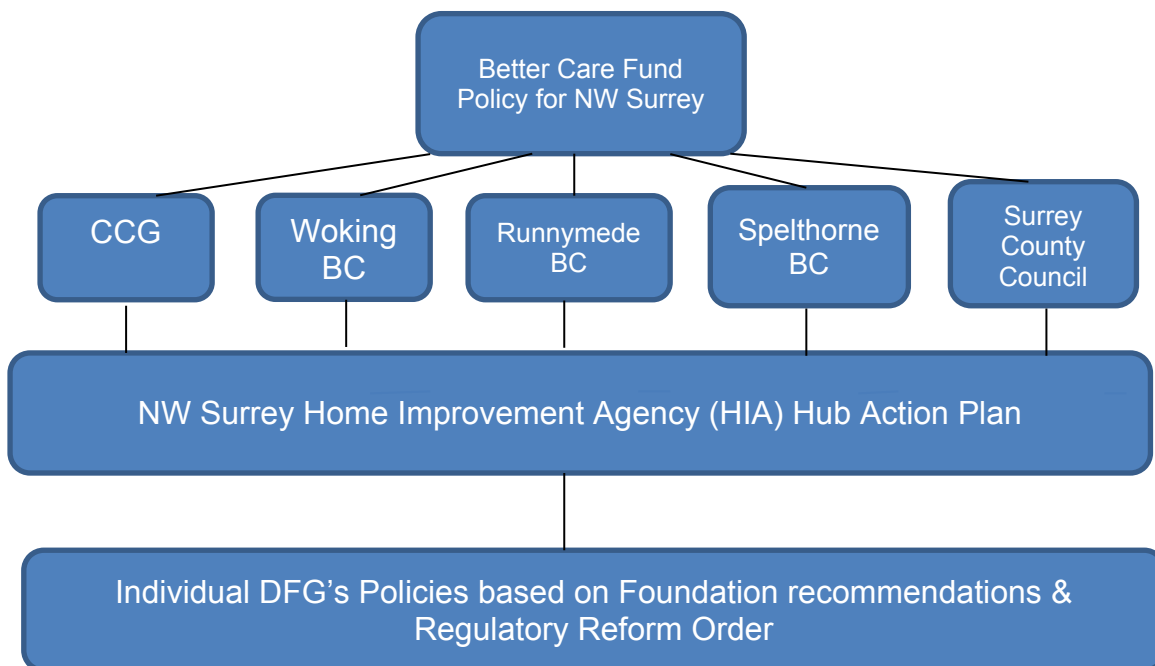 Better Care Fund
Policy for NW Surrey
CCG
Woking
BC
Runnymede
BC
Spelthorne
BC
Surrey
County
Council
NW Surrey Home Improvement Agency (HIA) Hub Action Plan
Individual DFG's Policies based on Foundation recommendations &
Regulatory Reform Order